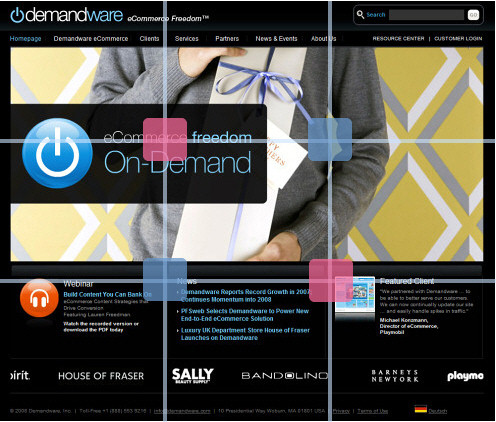 demandware eCommerce Freedom™
Search GO
Homepage Demandware eCommerce Clients Services Partners News & Events About Us RESOURCE CENTER | CUSTOMER LOGIN
eCommerce freedom
On-Demand
Webinar
Build Content You Can Bank On
eCommerce Content Strategies that
Drive Conversion
Featuring Lauren Freedman
Watch the recorded version or
download the PDF today
News
Demandware Reports Record Growth in 2007;
Continues Momentum into 2008
PFSweb Selects Demandware to Power New
End-to-End eCommerce Solution
Luxury UK Department Store House of Fraser
Launches on Demandware
Featured Client
"We partnered with Demandware ... to
be able to better serve our customers.
We can now continually update our site
... and easily handle spikes in traffic."
Michael Konzmann,
Director of eCommerce,
Playmobil
pirit. HOUSE OF FRASER SALLY BEAUTY SUPPLY BANDOLINO BARNEYS NEWYORK playmo
© 2008 Demandware, Inc. | Toll-Free +1 (888) 553 9216 | info@demandware.com | 10 Presidential Way Woburn, MA 01801 USA Privacy | Terms of Use Deutsch